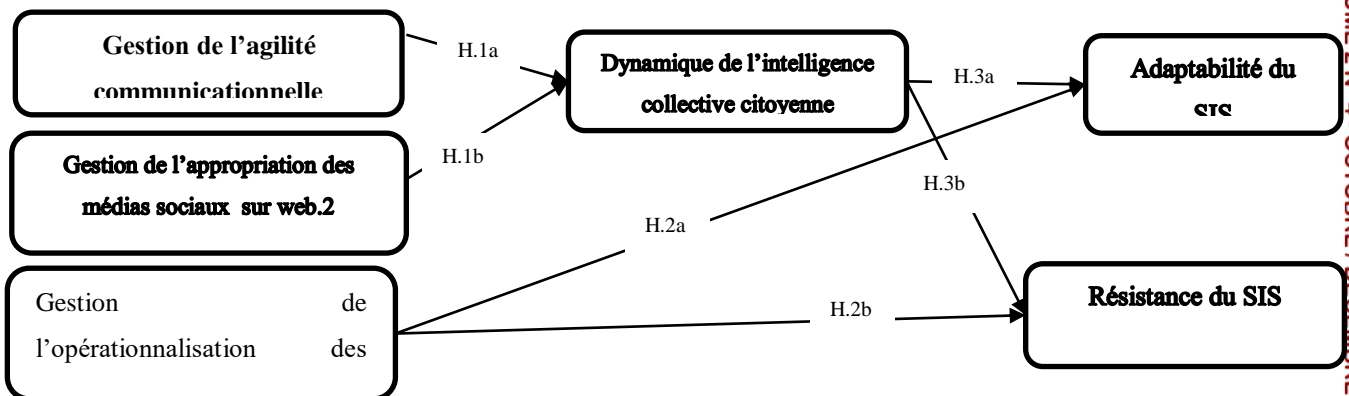 Gestion de l’agilité
communicationnelle
H.1a
Gestion de l’appropriation des
médias sociaux sur web.2
H.1b
Gestion de
l’opérationnalisation des
Dynamique de l’intelligence
collective citoyenne
H.2a
H.2b
H.3a
H.3b
Adaptabilité du
SIS
Résistance du SIS